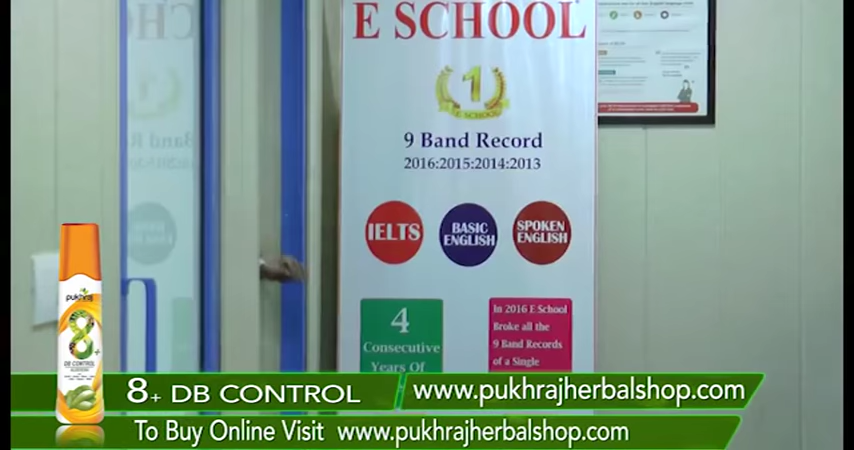 E SCHOOL
1
E SCHOOL
9 Band Record
2016:2015:2014:2013
IELTS
BASIC
ENGLISH
SPOKEN
ENGLISH
4
Consecutive
Years Of
In 2016 E School
Broke all the
9 Band Records
of a Single
pukhraj
8+
DB CONTROL
8+ DB CONTROL
www.pukhrajherbalshop.com
To Buy Online Visit www.pukhrajherbalshop.com